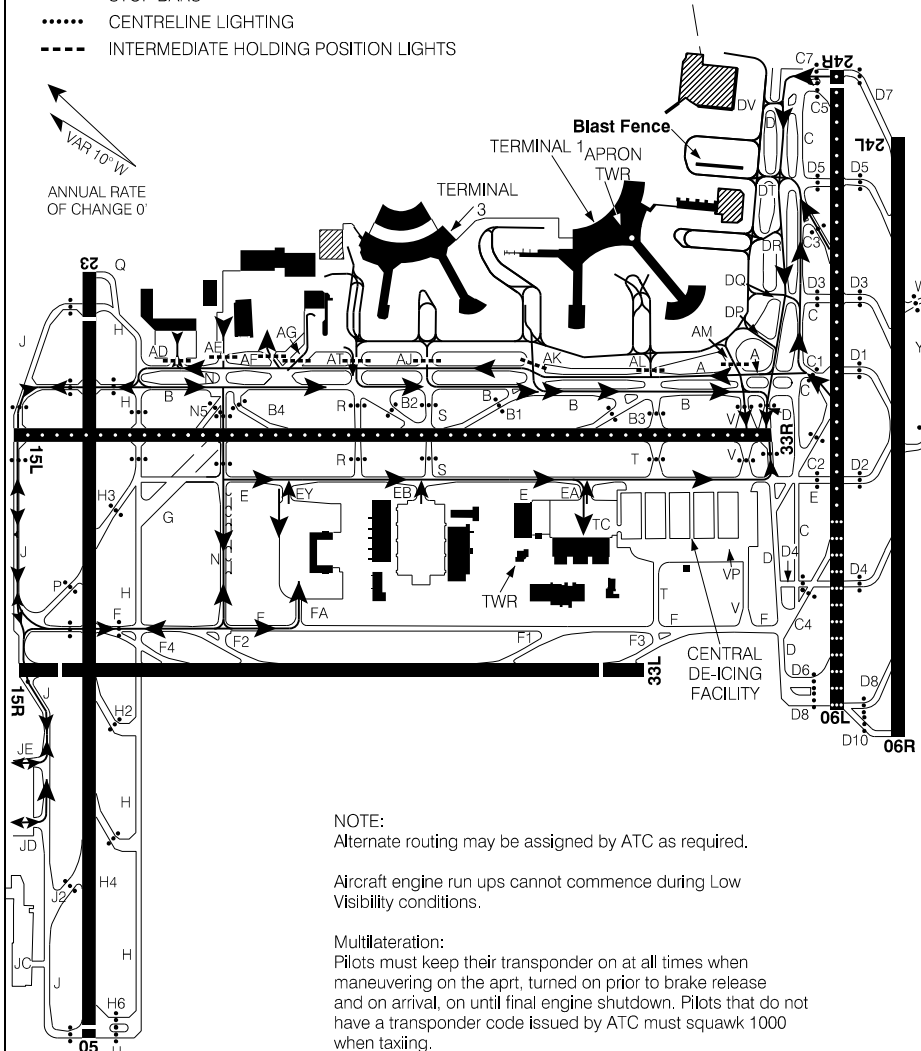 STOP BARS
CENTRELINE LIGHTING
INTERMEDIATE HOLDING POSITION LIGHTS
VAR 10° W
ANNUAL RATE
OF CHANGE 0'
C7
24R
D7
C5
DV
D
C
24L
Blast Fence
TERMINAL 1
APRON
TWR
TERMINAL
3
D5
D5
DT
C3
DR
23
Q
DQ
D3
D3
W
DP
C
J
H
AG
AM
Y
AD
AE
AF
AT
AJ
AK
AL
A
A
C1
D1
N
B
H
N5
B4
R
B2
S
B1
B
B3
B
V
D
C
15L
33R
R
S
T
V
C2
D2
H3
E
EY
EB
E
EA
E
G
TC
C
J
N
D
D4
VP
D4
P
H
TWR
T
V
C4
F
F
FA
F
F
F4
F2
F1
F3
D
15R
33L
CENTRAL
DE-ICING
FACILITY
D6
D8
D8
06L
D10
06R
J
H2
JE
H
JD
J2
H4
JC
H
J
H6
05
H
NOTE:
Alternate routing may be assigned by ATC as required.
Aircraft engine run ups cannot commence during Low
Visibility conditions.
Multilateration:
Pilots must keep their transponder on at all times when
maneuvering on the aprt, turned on prior to brake release
and on arrival, on until final engine shutdown. Pilots that do not
have a transponder code issued by ATC must squawk 1000
when taxiing.